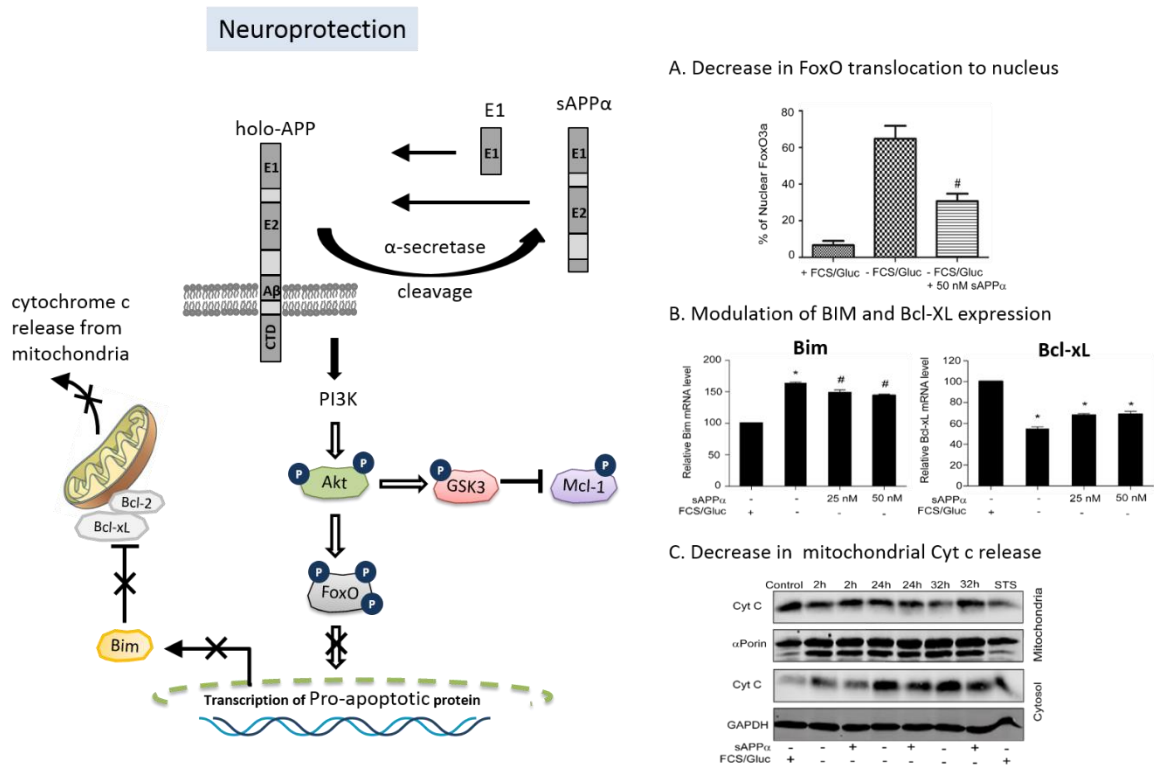 Neuroprotection
holo-APP
E1
sAPPα
E1
E2
Aβ
CTD
E1
E1
E2
α-secretase
cleavage
cytochrome c
release from
mitochondria
PI3K
P
P
Akt
P
GSK3
P
Mcl-1
Bcl-2
Bcl-xL
P
P
P
FoxO
Bim
Transcription of Pro-apoptotic protein
A. Decrease in FoxO translocation to nucleus
% of Nuclear FoxO3a
80
60
40
20
0
#
+ FCS/Gluc
- FCS/Gluc
- FCS/Gluc
+ 50 nM sAPPα
B. Modulation of BIM and Bcl-XL expression
Bim
Relative Bim mRNA level
200
150
100
50
0
* # #
sAPPα - - 25 nM 50 nM
FCS/Gluc + - - -
Bcl-xL
Relative Bcl-xL mRNA level
120
100
80
60
40
20
0
* * *
sAPPα - - 25 nM 50 nM
FCS/Gluc + - - -
C. Decrease in mitochondrial Cyt c release
Control 2h 2h 24h 24h 32h 32h STS
Cyt C
αPorin
Mitochondria
Cyt C
GAPDH
Cytosol
sAPPα - - + - + - + -
FCS/Gluc + - - - - - - +